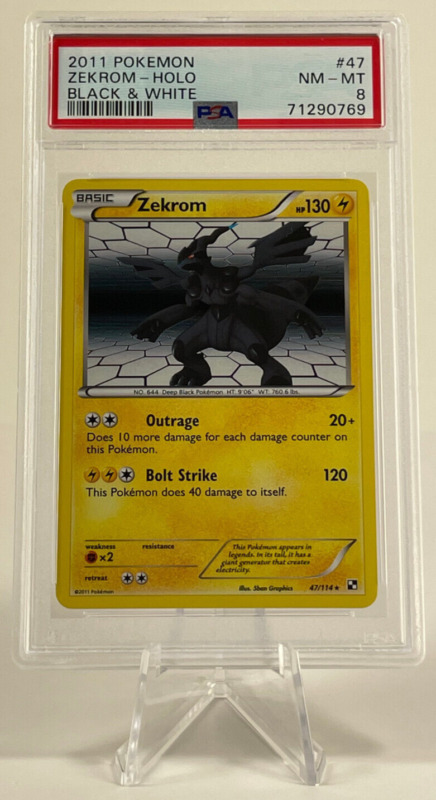 2011 POKEMON #47
ZEKROM - HOLO NM - MT
BLACK & WHITE 8
PSA 71290769
BASIC Zekrom HP130
NO. 644 Deep Black Pokémon HT: 9'06" WT: 760.6 lbs.
Outrage 20+
Does 10 more damage for each damage counter on
this Pokémon.
Bolt Strike 120
This Pokémon does 40 damage to itself.
weakness resistance
×2
retreat
This Pokémon appears in
legends. In its tail, it has a
giant generator that creates
electricity.
Illus. Shen Graphics 47/114 ★
©2011 Pokémon